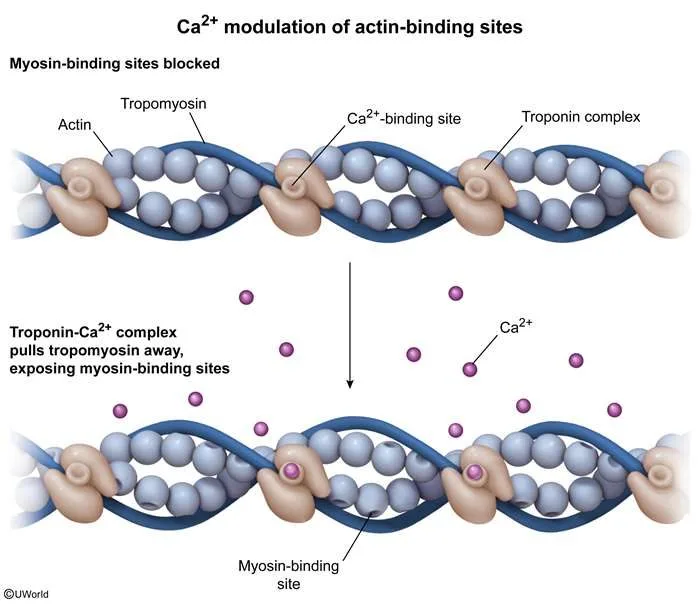 Ca²⁺ modulation of actin-binding sites
Myosin-binding sites blocked
Tropomyosin
Actin
Ca²⁺-binding site
Troponin complex
Troponin-Ca²⁺ complex
pulls tropomyosin away,
exposing myosin-binding sites
Ca²⁺
Myosin-binding
site
©UWorld